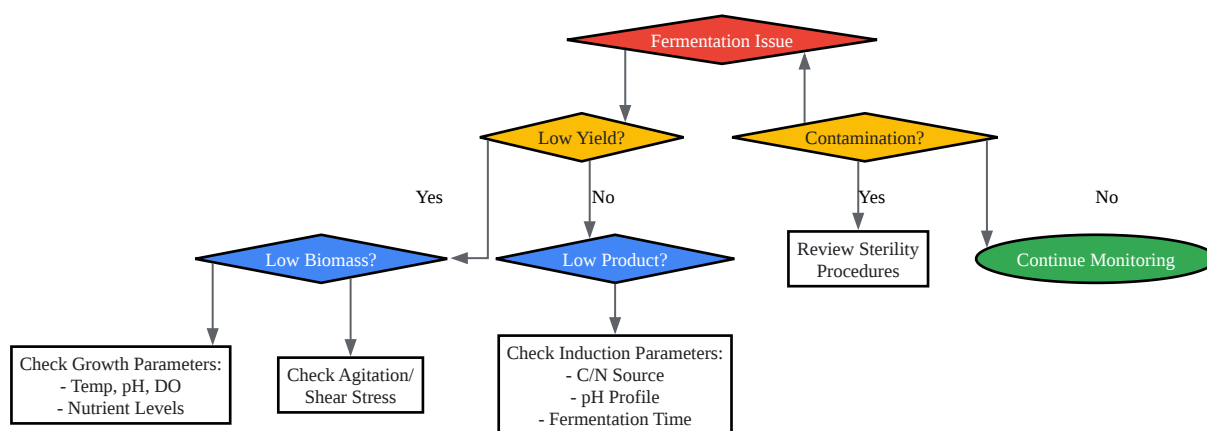 Fermentation Issue
Low Yield?
Contamination?
Yes
No
Yes
No
Low Biomass?
Low Product?
Review Sterility
Procedures
Continue Monitoring
Check Growth Parameters:
- Temp, pH, DO
- Nutrient Levels
Check Agitation/
Shear Stress
Check Induction Parameters:
- C/N Source
- pH Profile
- Fermentation Time